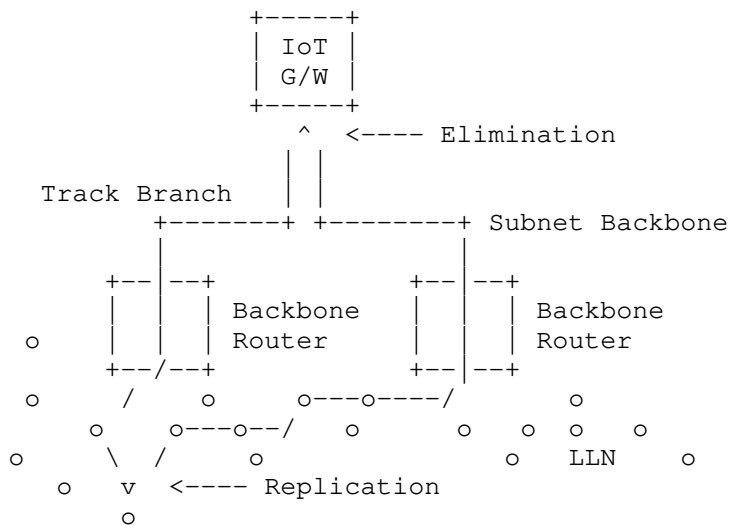 IoT
G/W
<---- Elimination
Track Branch
Subnet Backbone
Backbone Backbone
o Router Router
o o o---o----/ o
o o---o--/ o o o o o
o \ / o o LLN o
o v <---- Replication
o